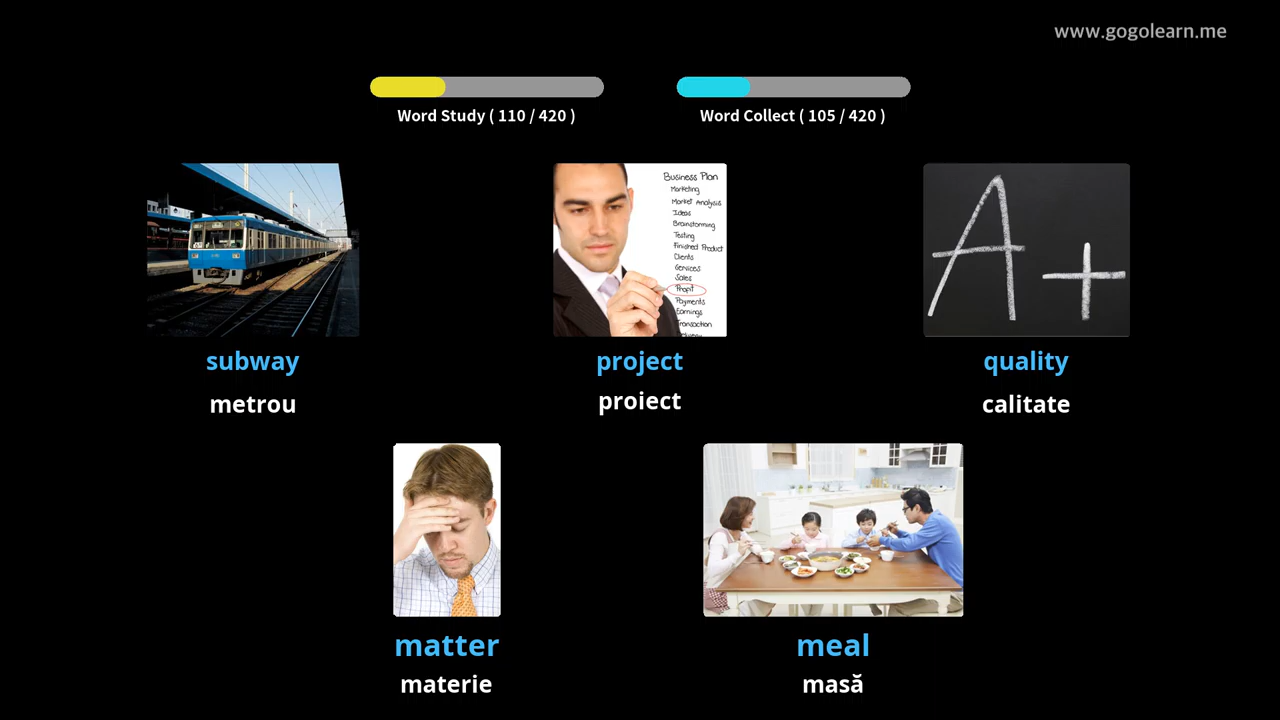 www.gogolearn.me
Word Study ( 110 / 420 )
Word Collect ( 105 / 420 )
Business Plan
Marketing
Market Analysis
Ideas
Brainstorming
Testing
Finished Product
Clients
Services
Sales
Profit
Payments
Earnings
Transaction
A+
subway
project
quality
metrou
proiect
calitate
matter
meal
materie
masă